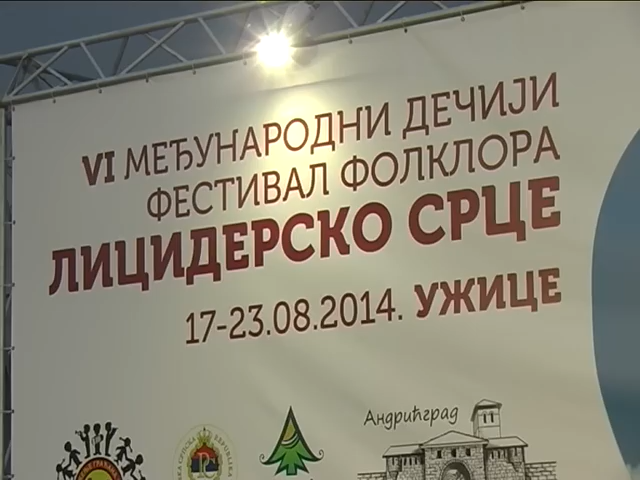 VI МЕЂУНАРОДНИ ДЕЧИЈИ
ФЕСТИВАЛ ФОЛКЛОРА
ЛИЦИДЕРСКО СРЦЕ
17-23.08.2014. УЖИЦЕ
Андрићград